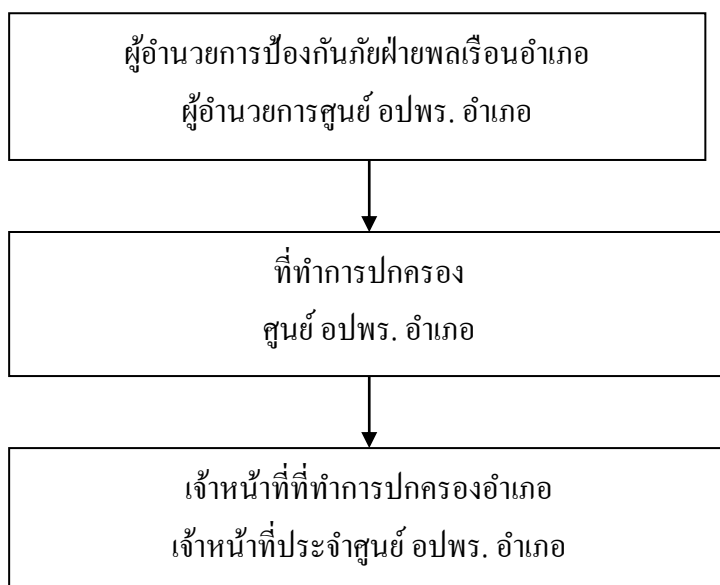 ผู้อำนวยการป้องกันภัยฝ่ายพลเรือนอำเภอ
ผู้อำนวยการศูนย์ อปพร. อำเภอ
ที่ทำการปกครอง
ศูนย์ อปพร. อำเภอ
เจ้าหน้าที่ที่ทำการปกครองอำเภอ
เจ้าหน้าที่ประจำศูนย์ อปพร. อำเภอ